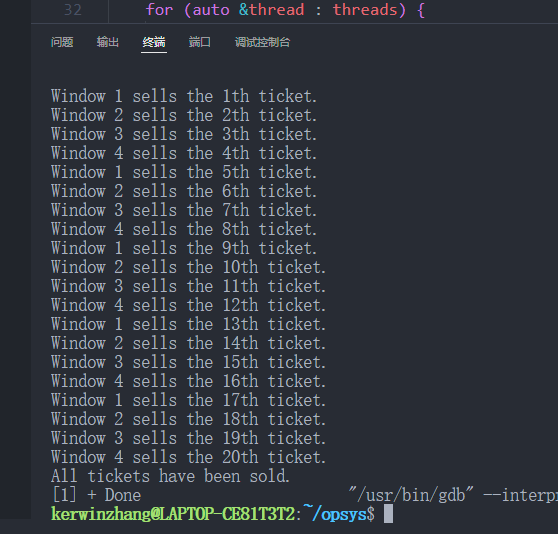 32 for (auto &thread : threads) {
问题 输出 终端 端口 调试控制台
Window 1 sells the 1th ticket.
Window 2 sells the 2th ticket.
Window 3 sells the 3th ticket.
Window 4 sells the 4th ticket.
Window 1 sells the 5th ticket.
Window 2 sells the 6th ticket.
Window 3 sells the 7th ticket.
Window 4 sells the 8th ticket.
Window 1 sells the 9th ticket.
Window 2 sells the 10th ticket.
Window 3 sells the 11th ticket.
Window 4 sells the 12th ticket.
Window 1 sells the 13th ticket.
Window 2 sells the 14th ticket.
Window 3 sells the 15th ticket.
Window 4 sells the 16th ticket.
Window 1 sells the 17th ticket.
Window 2 sells the 18th ticket.
Window 3 sells the 19th ticket.
Window 4 sells the 20th ticket.
All tickets have been sold.
[1] + Done "/usr/bin/gdb" --interp
kerwinzhang@LAPTOP-CE81T3T2:~/opsys$